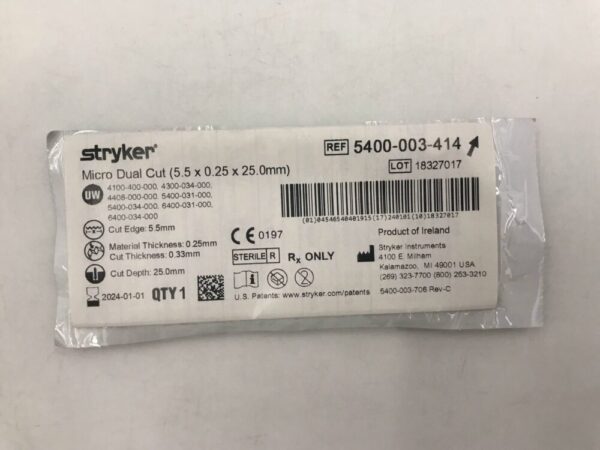 stryker®
REF 5400-003-414
LOT 18327017
Micro Dual Cut (5.5 x 0.25 x 25.0mm)
UW
4100-400-000, 4300-034-000,
4408-000-000, 5400-031-000,
5400-034-000, 6400-031-000,
6400-034-000
(01)04546540401915(17)240101(10)18327017
Cut Edge: 5.5mm
Material Thickness: 0.25mm
Cut Thickness: 0.33mm
Cut Depth: 25.0mm
2024-01-01 QTY 1
CE 0197
STERILE R Rx ONLY
U.S. Patents: www.stryker.com/patents
Product of Ireland
Stryker Instruments
4100 E. Milham
Kalamazoo, MI 49001 USA
(269) 323-7700 (800) 253-3210
5400-003-706 Rev-C